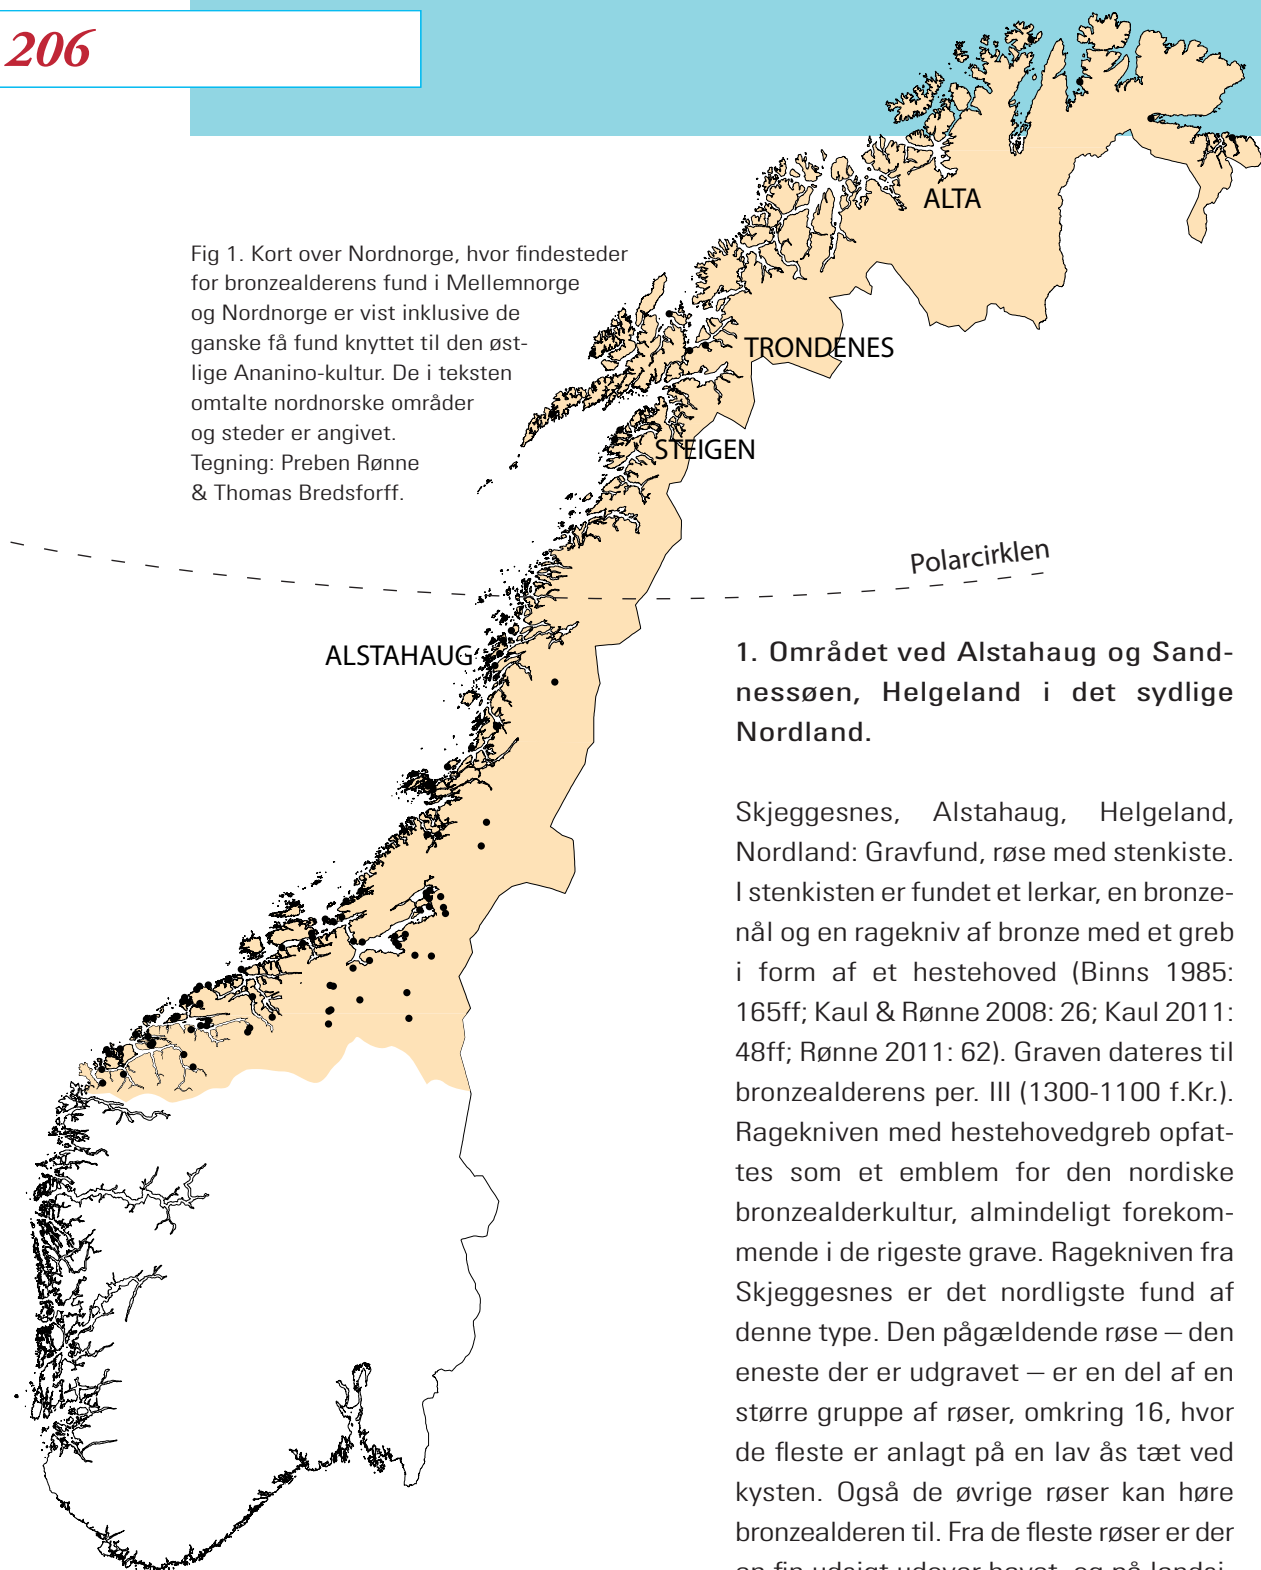 206
Fig 1. Kort over Nordnorge, hvor findesteder
for bronzealderens fund i Mellemnorge
og Nordnorge er vist inklusive de
ganske få fund knyttet til den øst-
lige Ananino-kultur. De i teksten
omtalte nordnorske områder
og steder er angivet.
Tegning: Preben Rønne
& Thomas Bredsforff.
ALTA
TRONDENES
STEIGEN
Polarcirklen
ALSTAHAUG
1. Området ved Alstahaug og Sand-
nessøen, Helgeland i det sydlige
Nordland.
Skjeggesnes, Alstahaug, Helgeland,
Nordland: Gravfund, røse med stenkiste.
I stenkisten er fundet et lerkar, en bronze-
nål og en ragekniv af bronze med et greb
i form af et hestehoved (Binns 1985:
165ff; Kaul & Rønne 2008: 26; Kaul 2011:
48ff; Rønne 2011: 62). Graven dateres til
bronzealderens per. III (1300-1100 f.Kr.).
Ragekniven med hestehovedgreb opfat-
tes som et emblem for den nordiske
bronzealderkultur, almindeligt forekom-
mende i de rigeste grave. Ragekniven fra
Skjeggesnes er det nordligste fund af
denne type. Den pågældende røse – den
eneste der er udgravet – er en del af en
større gruppe af røser, omkring 16, hvor
de fleste er anlagt på en lav ås tæt ved
kysten. Også de øvrige røser kan høre
bronzealderen til. Fra de fleste røser er der
en fin udsigt udover havet, og på landsi-